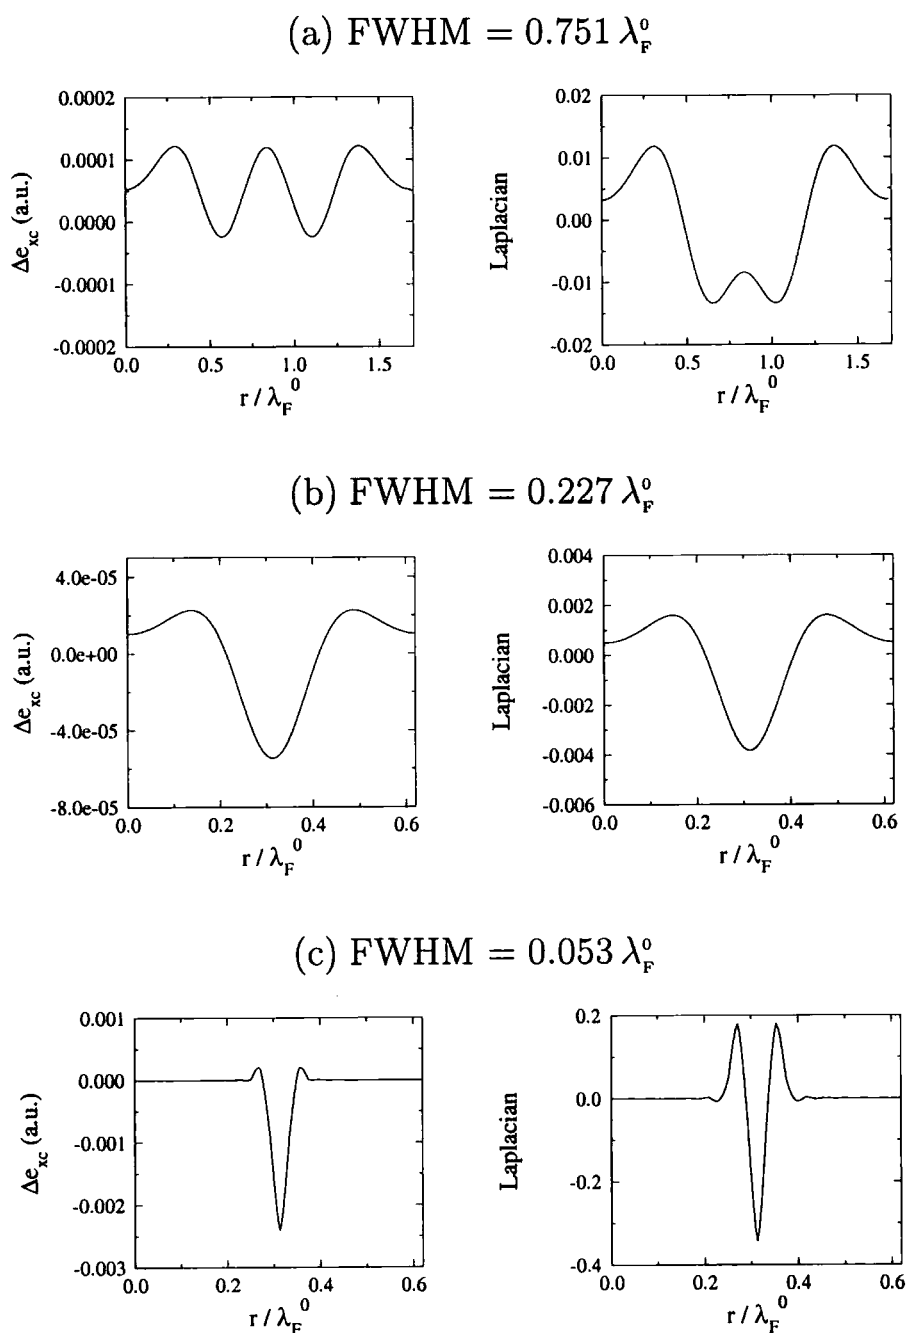 (a) FWHM = 0.751 λ_F^0
Δe_xc (a.u.)
0.0002
0.0001
0.0000
-0.0001
-0.0002
0.0 0.5 1.0 1.5
r / λ_F^0
Laplacian
0.02
0.01
0.00
-0.01
-0.02
0.0 0.5 1.0 1.5
r / λ_F^0
(b) FWHM = 0.227 λ_F^0
Δe_xc (a.u.)
4.0e-05
0.0e+00
-4.0e-05
-8.0e-05
0.0 0.2 0.4 0.6
r / λ_F^0
Laplacian
0.004
0.002
0.000
-0.002
-0.004
-0.006
0.0 0.2 0.4 0.6
r / λ_F^0
(c) FWHM = 0.053 λ_F^0
Δe_xc (a.u.)
0.001
0.000
-0.001
-0.002
-0.003
0.0 0.2 0.4 0.6
r / λ_F^0
Laplacian
0.2
0.0
-0.2
-0.4
0.0 0.2 0.4 0.6
r / λ_F^0